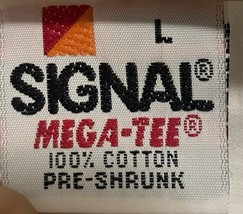 L
SIGNAL®
MEGA-TEE®
100% COTTON
PRE-SHRUNK